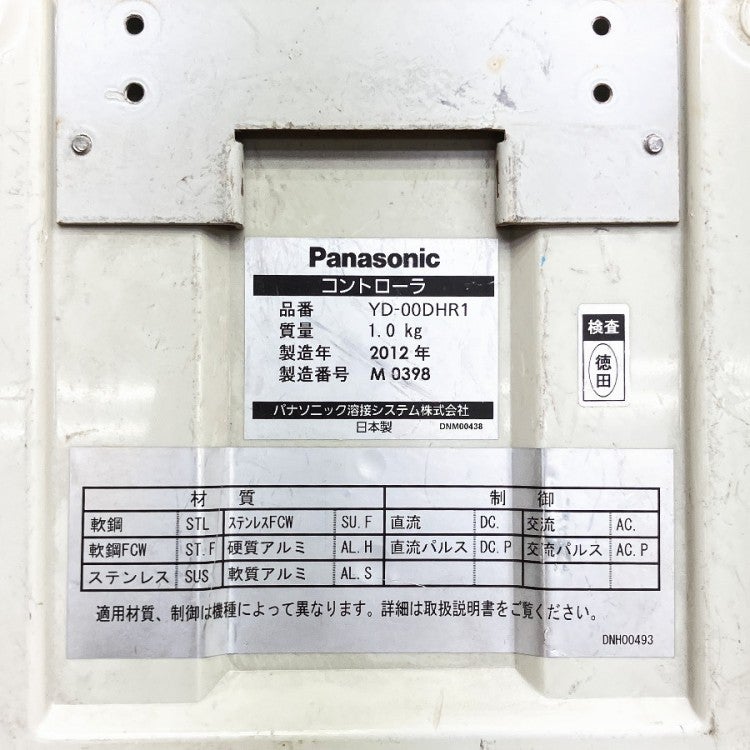 Panasonic
コントローラ
品番 YD-00DHR1
質量 1.0 kg
製造年 2012 年
製造番号 M 0398
パナソニック溶接システム株式会社
日本製 DNM00438
検査
徳田
材 質 制 御
軟鋼 STL ステンレスFCW SU.F 直流 DC. 交流 AC.
軟鋼FCW ST.F 硬質アルミ AL.H 直流パルス DC.P 交流パルス AC.P
ステンレス SUS 軟質アルミ AL.S
適用材質、制御は機種によって異なります。詳細は取扱説明書をご覧ください。
DNH00493